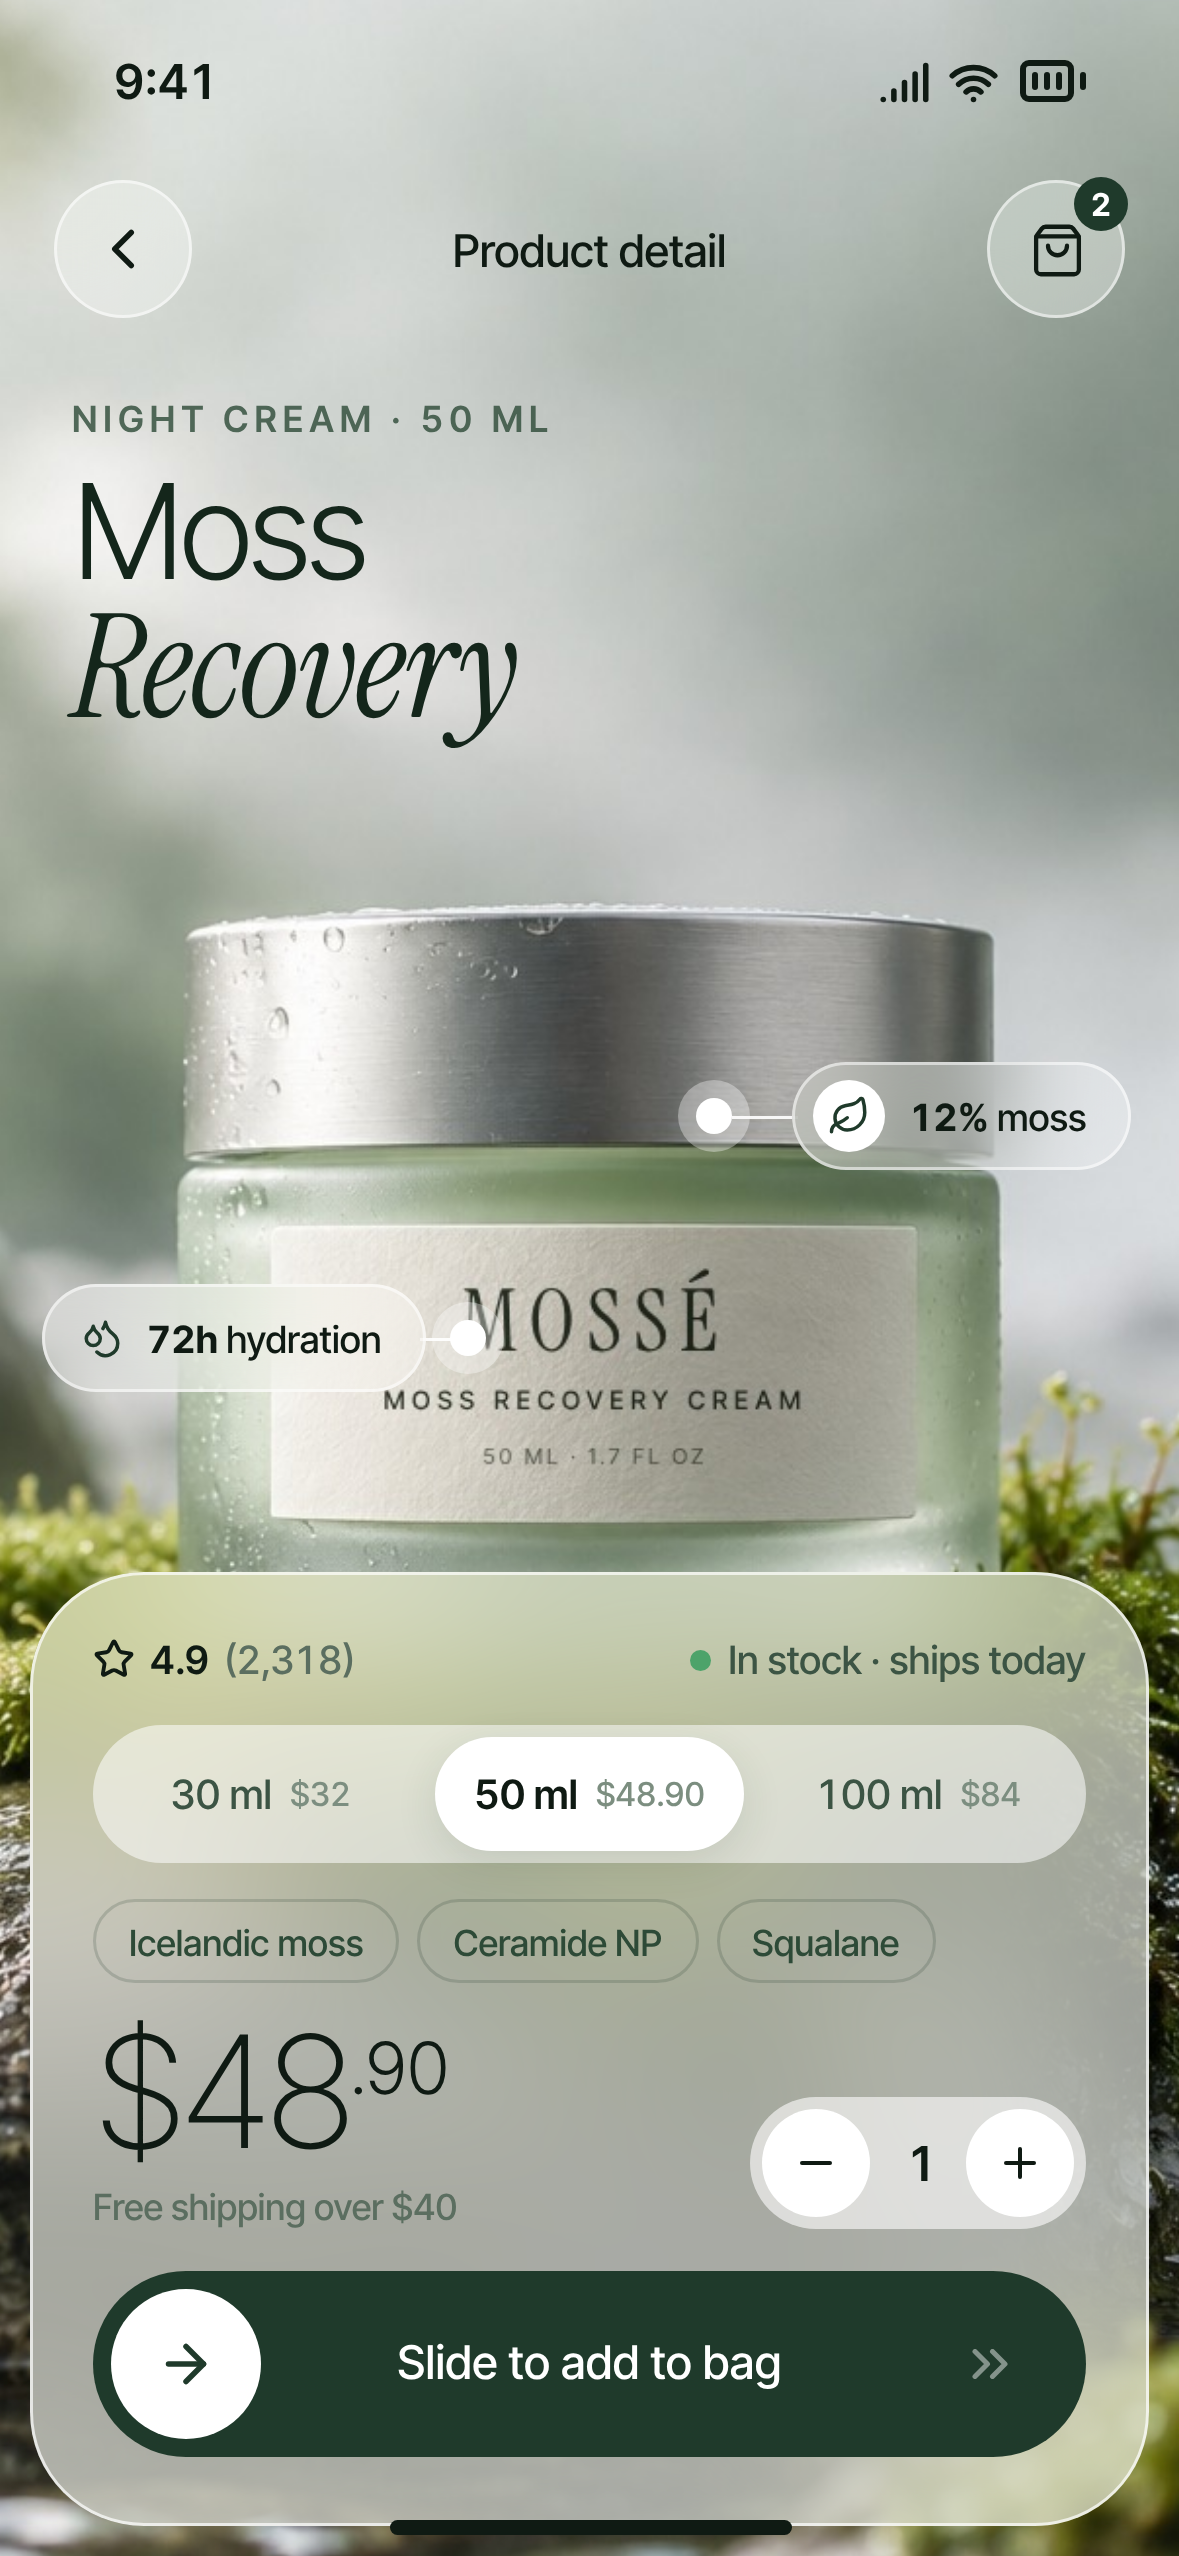 9:41
Product detail
2
NIGHT CREAM · 50 ML
Moss
Recovery
12% moss
72h hydration
MOSSÉ
MOSS RECOVERY CREAM
50 ML · 1.7 FL OZ
4.9 (2,318)
In stock · ships today
30 ml $32
50 ml $48.90
100 ml $84
Icelandic moss
Ceramide NP
Squalane
$48.90
Free shipping over $40
1
Slide to add to bag